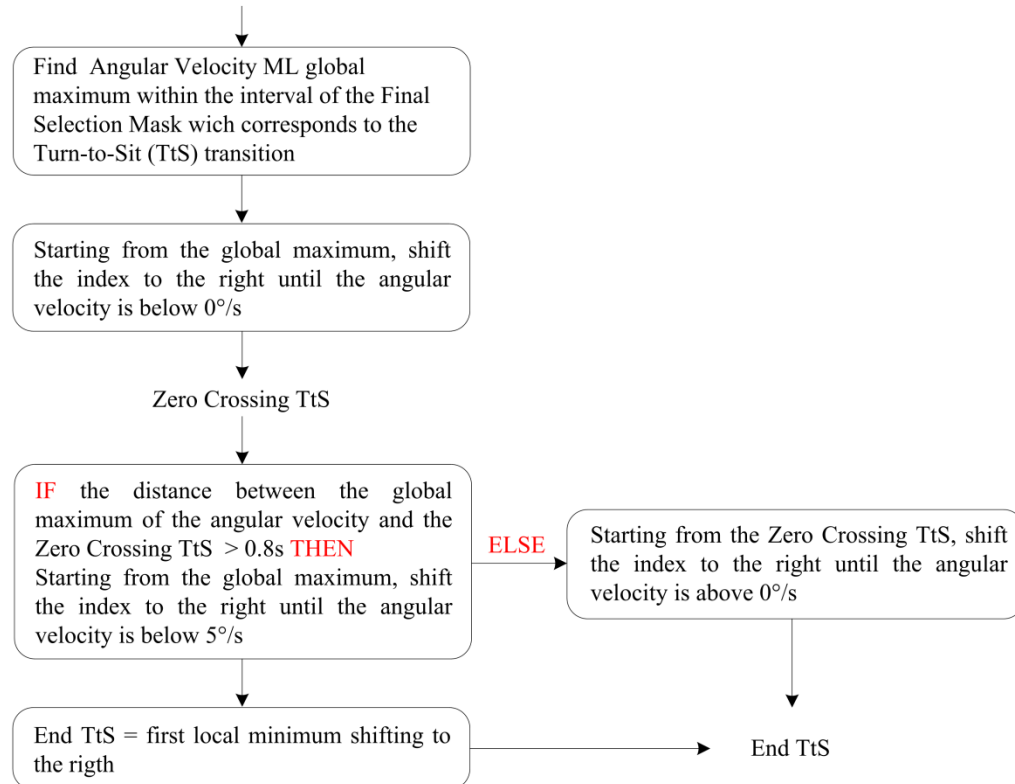 Find Angular Velocity ML global
maximum within the interval of the Final
Selection Mask wich corresponds to the
Turn-to-Sit (TtS) transition
Starting from the global maximum, shift
the index to the right until the angular
velocity is below 0°/s
Zero Crossing TtS
IF the distance between the global
maximum of the angular velocity and the
Zero Crossing TtS > 0.8s THEN
Starting from the global maximum, shift
the index to the right until the angular
velocity is below 5°/s
ELSE
Starting from the Zero Crossing TtS, shift
the index to the right until the angular
velocity is above 0°/s
End TtS = first local minimum shifting to
the rigth
End TtS